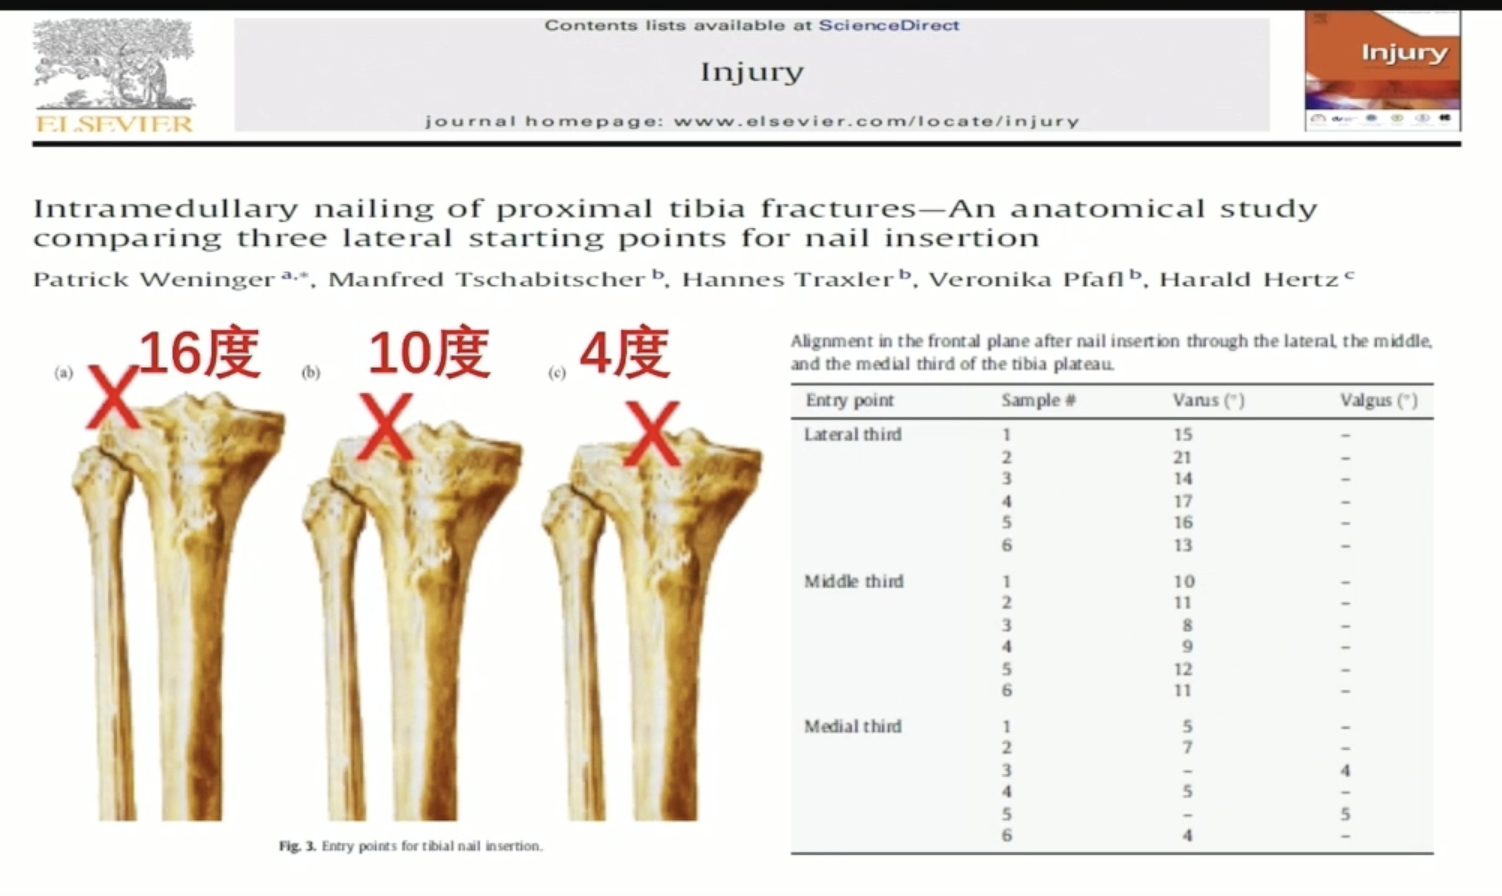 Contents lists available at ScienceDirect
Injury
journal homepage: www.elsevier.com/locate/injury
ELSEVIER
Injury
Intramedullary nailing of proximal tibia fractures—An anatomical study
comparing three lateral starting points for nail insertion
Patrick Weninger a,*, Manfred Tschabitscher b, Hannes Traxler b, Veronika Pfafl b, Harald Hertz c
(a) X 16度
(b) X 10度
(c) X 4度
Fig. 3. Entry points for tibial nail insertion.
Alignment in the frontal plane after nail insertion through the lateral, the middle,
and the medial third of the tibia plateau.
Entry point Sample # Varus (°) Valgus (°)
Lateral third 1 15 –
2 21 –
3 14 –
4 17 –
5 16 –
6 13 –
Middle third 1 10 –
2 11 –
3 8 –
4 9 –
5 12 –
6 11 –
Medial third 1 5 –
2 7 –
3 – 4
4 5 –
5 – 5
6 4 –